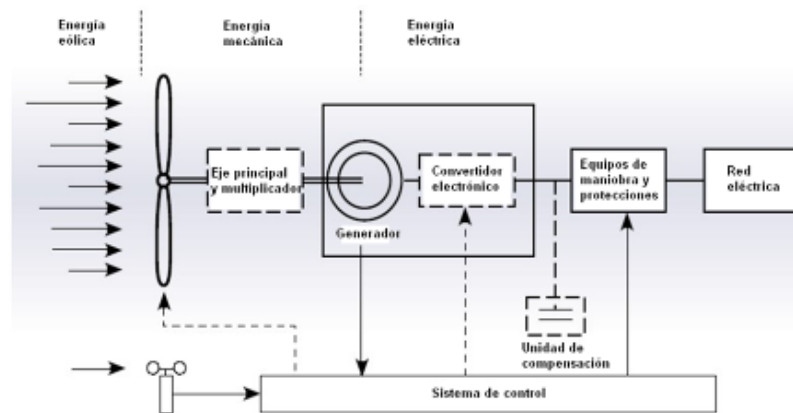 Energía
eólica
Energía
mecánica
Energía
eléctrica
Eje principal
y multiplicador
Generador
Convertidor
electrónico
Equipos de
maniobra y
protecciones
Red
eléctrica
Unidad de
compensación
Sistema de control